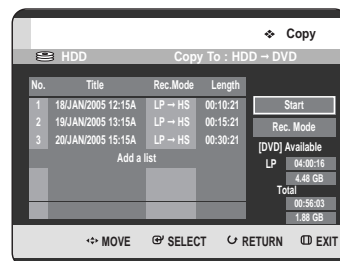 ❖ Copy
HDD Copy To : HDD → DVD
No. Title Rec.Mode Length
1 18/JAN/2005 12:15A LP → HS 00:10:21
2 19/JAN/2005 13:15A LP → HS 00:15:21
3 20/JAN/2005 15:15A LP → HS 00:30:21
Add a list
Start
Rec. Mode
[DVD] Available
LP 04:00:16
4.48 GB
Total
00:56:03
1.88 GB
MOVE SELECT RETURN EXIT